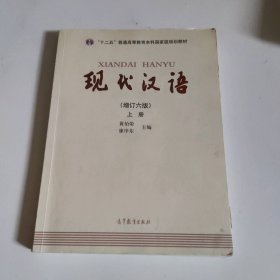 "十二五"普通高等教育本科国家级规划教材
XIANDAI HANYU
现代汉语
(增订六版)
上 册
黄伯荣
廖序东 主编
高等教育出版社